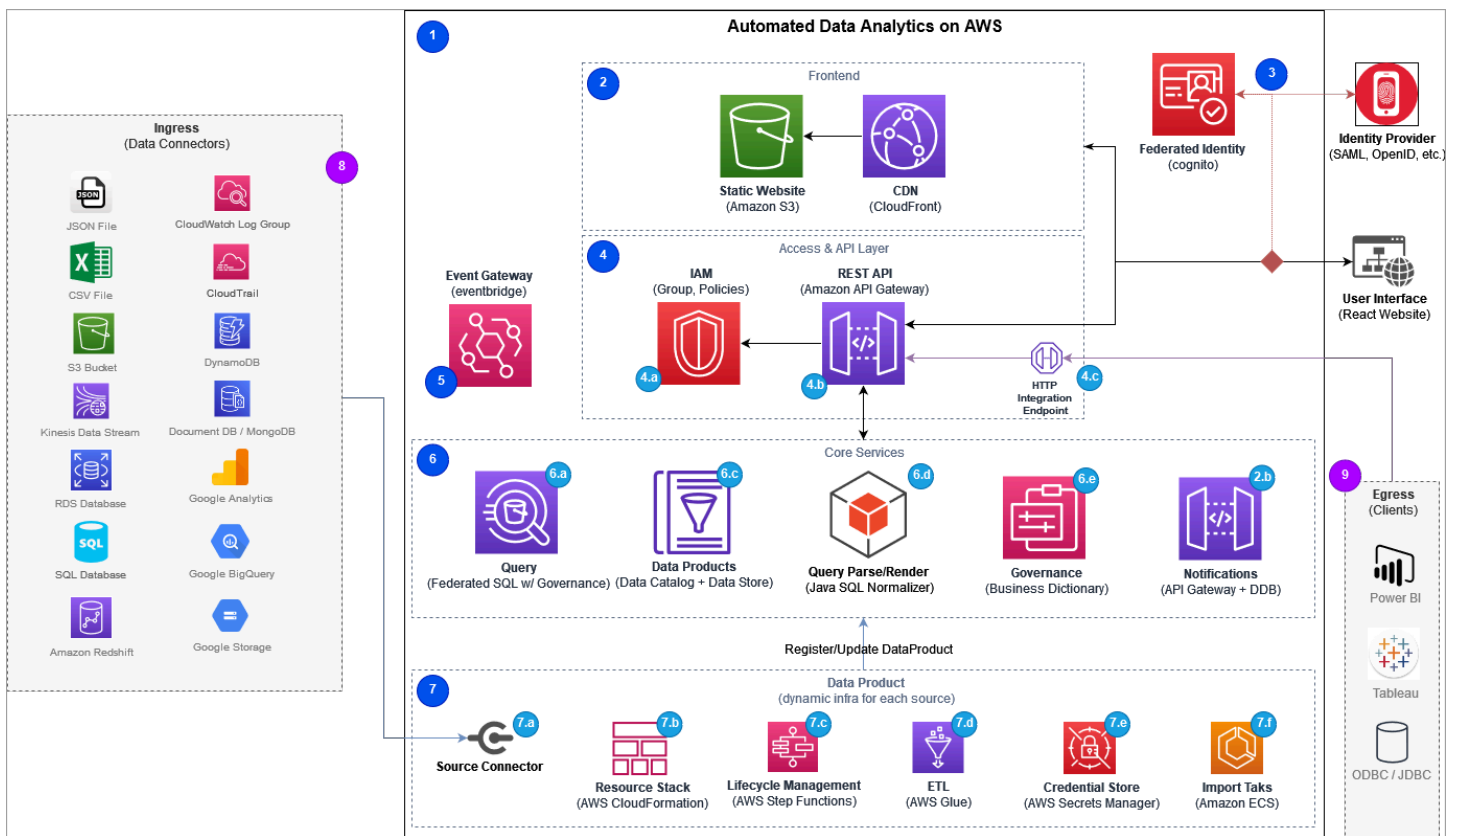 Automated Data Analytics on AWS
1
Frontend
2
Static Website
(Amazon S3)
CDN
(CloudFront)
Federated Identity
(cognito)
3
Identity Provider
(SAML, OpenID, etc.)
Ingress
(Data Connectors)
8
JSON
JSON File
CloudWatch Log Group
X
CSV File
CloudTrail
S3 Bucket
DynamoDB
Kinesis Data Stream
Document DB / MongoDB
RDS Database
Google Analytics
SQL
SQL Database
Google BigQuery
Amazon Redshift
Google Storage
Access & API Layer
4
Event Gateway
(eventbridge)
5
IAM
(Group, Policies)
4.a
REST API
(Amazon API Gateway)
4.b
HTTP
Integration
Endpoint
4.c
User Interface
(React Website)
Core Services
6
6.a
Query
(Federated SQL w/ Governance)
6.c
Data Products
(Data Catalog + Data Store)
6.d
Query Parse/Render
(Java SQL Normalizer)
6.e
Governance
(Business Dictionary)
2.b
Notifications
(API Gateway + DDB)
9
Egress
(Clients)
Power BI
Tableau
ODBC / JDBC
Register/Update DataProduct
Data Product
(dynamic infra for each source)
7
7.a
Source Connector
7.b
Resource Stack
(AWS CloudFormation)
7.c
Lifecycle Management
(AWS Step Functions)
7.d
ETL
(AWS Glue)
7.e
Credential Store
(AWS Secrets Manager)
7.f
Import Taks
(Amazon ECS)